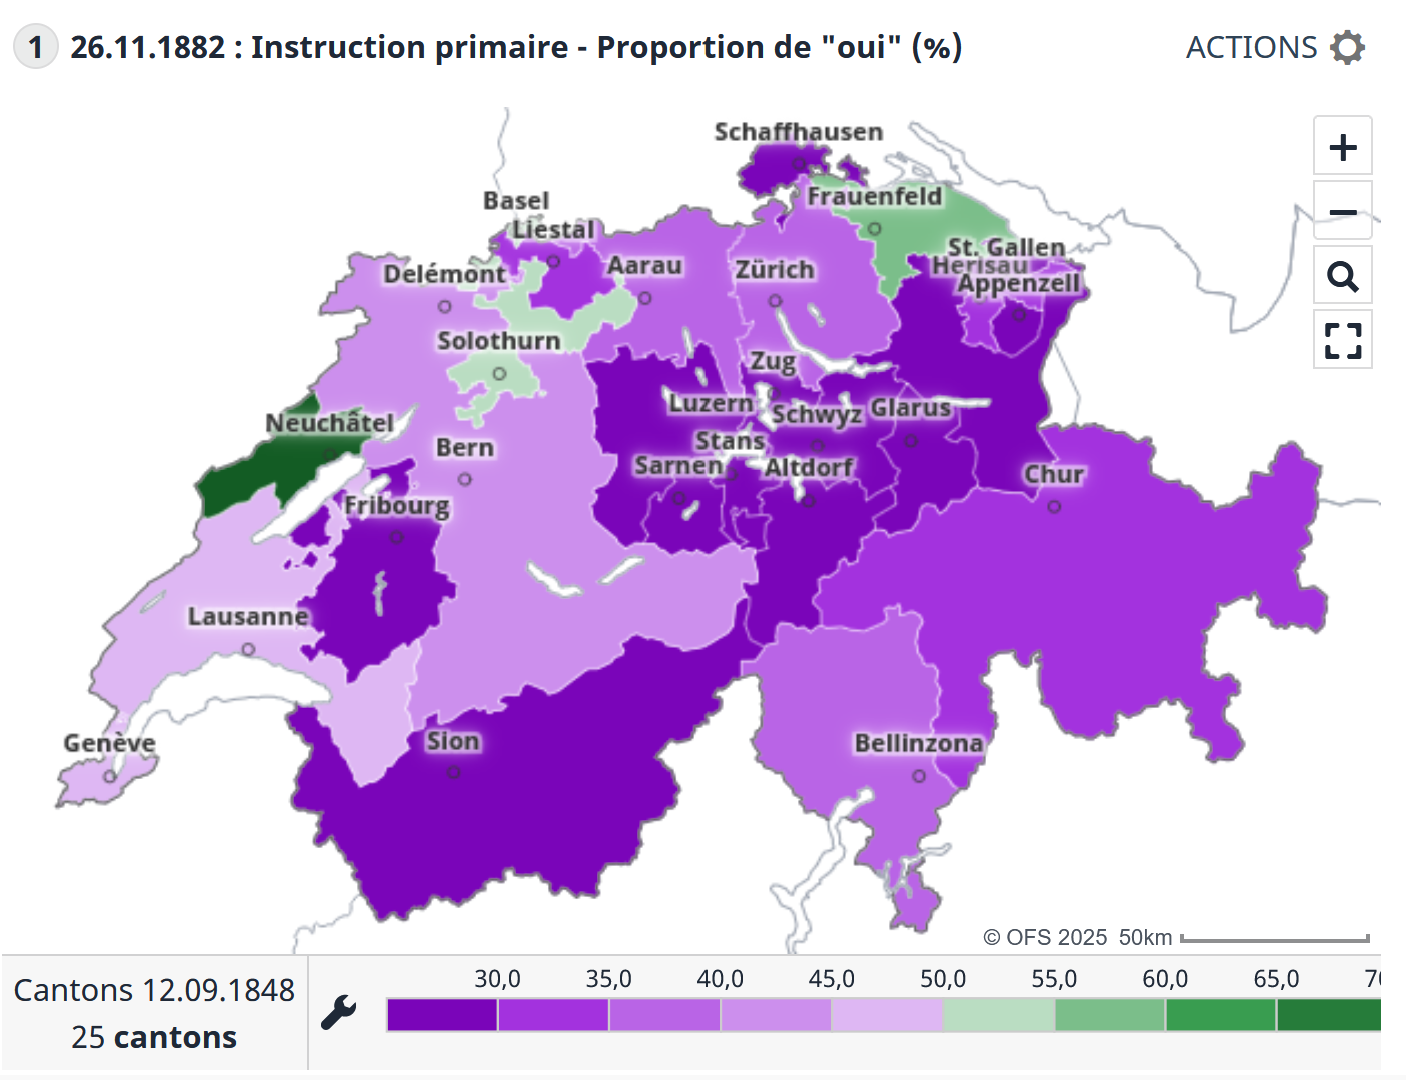 1 26.11.1882 : Instruction primaire - Proportion de "oui" (%)
ACTIONS
+
−
Schaffhausen
Frauenfeld
Basel
Liestal
St. Gallen
Herisau
Appenzell
Delémont
Aarau
Zürich
Solothurn
Zug
Luzern
Schwyz
Glarus
Neuchâtel
Bern
Stans
Sarnen
Altdorf
Chur
Fribourg
Lausanne
Genève
Sion
Bellinzona
© OFS 2025 50km
Cantons 12.09.1848
25 cantons
30,0 35,0 40,0 45,0 50,0 55,0 60,0 65,0 70